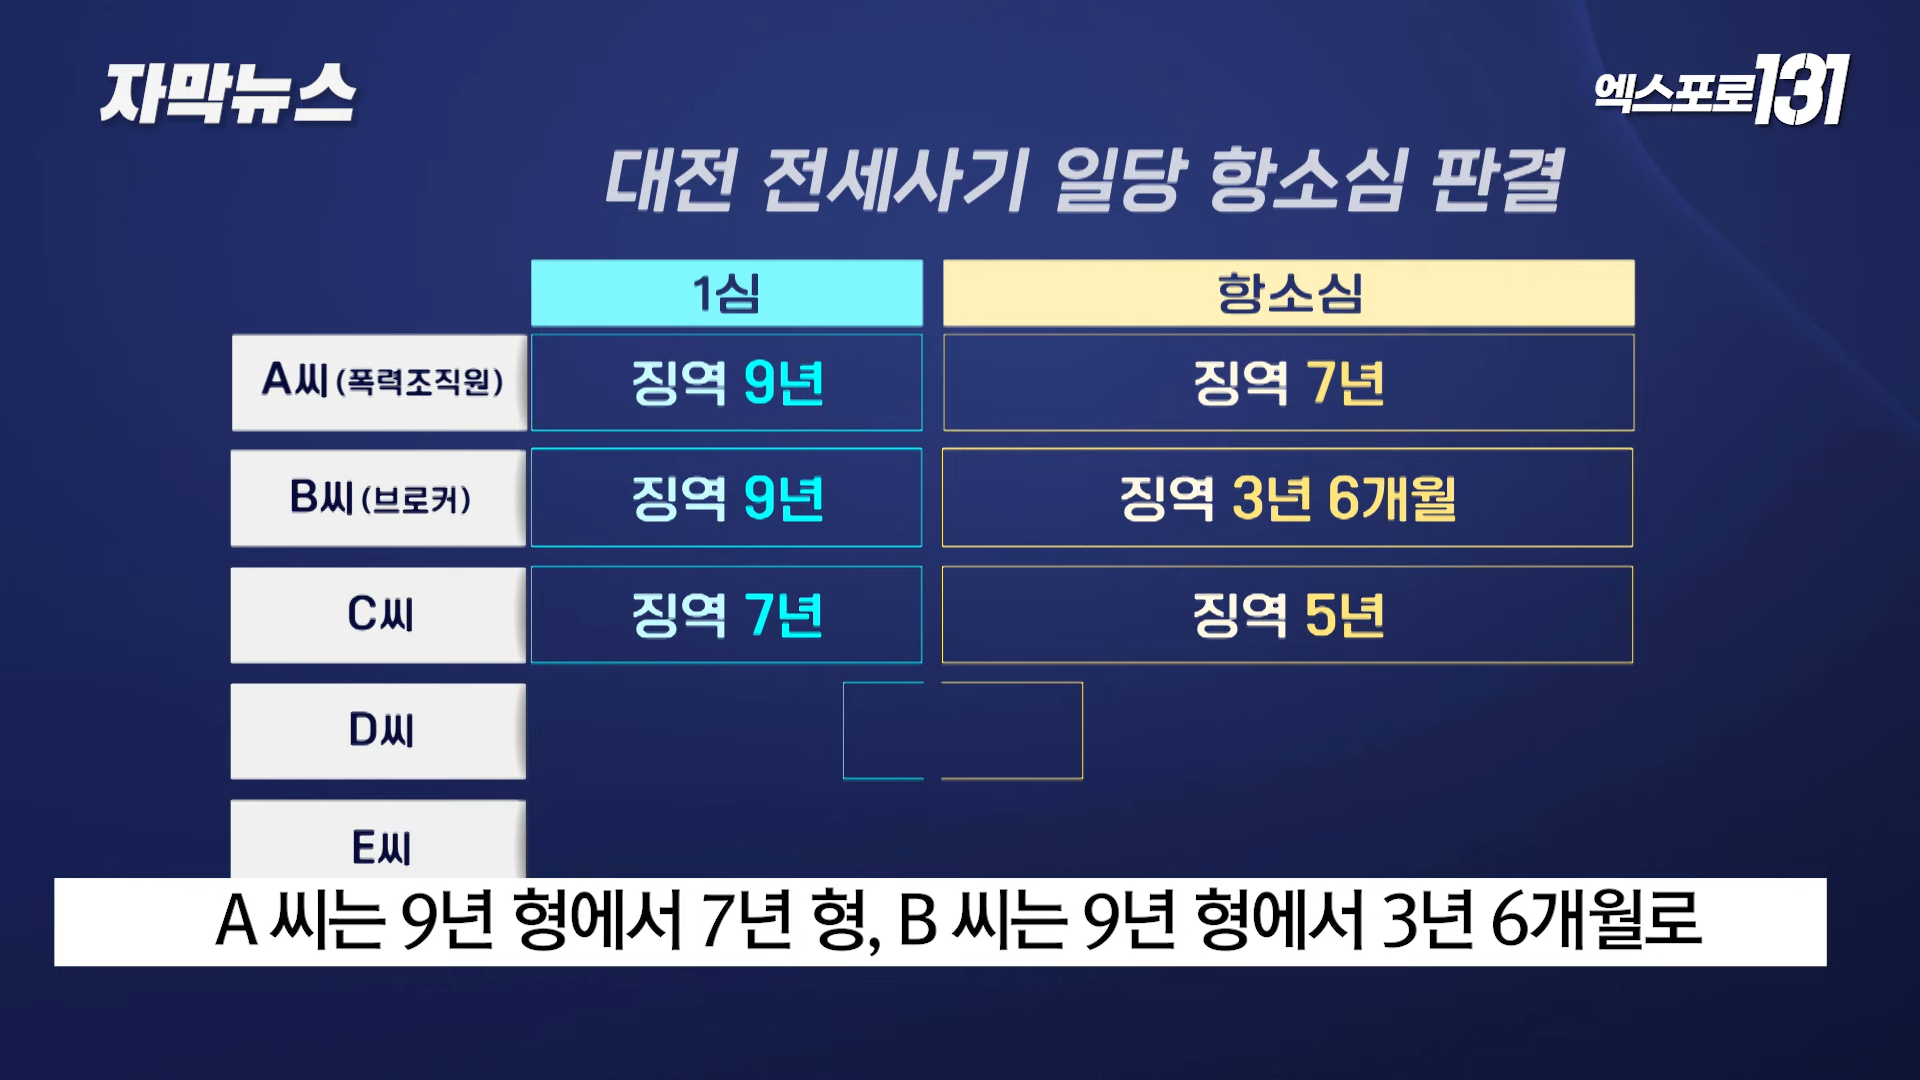 자막뉴스
엑스포로131
대전 전세사기 일당 항소심 판결
1심 항소심
A씨 (폭력조직원) 징역 9년 징역 7년
B씨 (브로커) 징역 9년 징역 3년 6개월
C씨 징역 7년 징역 5년
D씨
E씨
A 씨는 9년 형에서 7년 형, B 씨는 9년 형에서 3년 6개월로